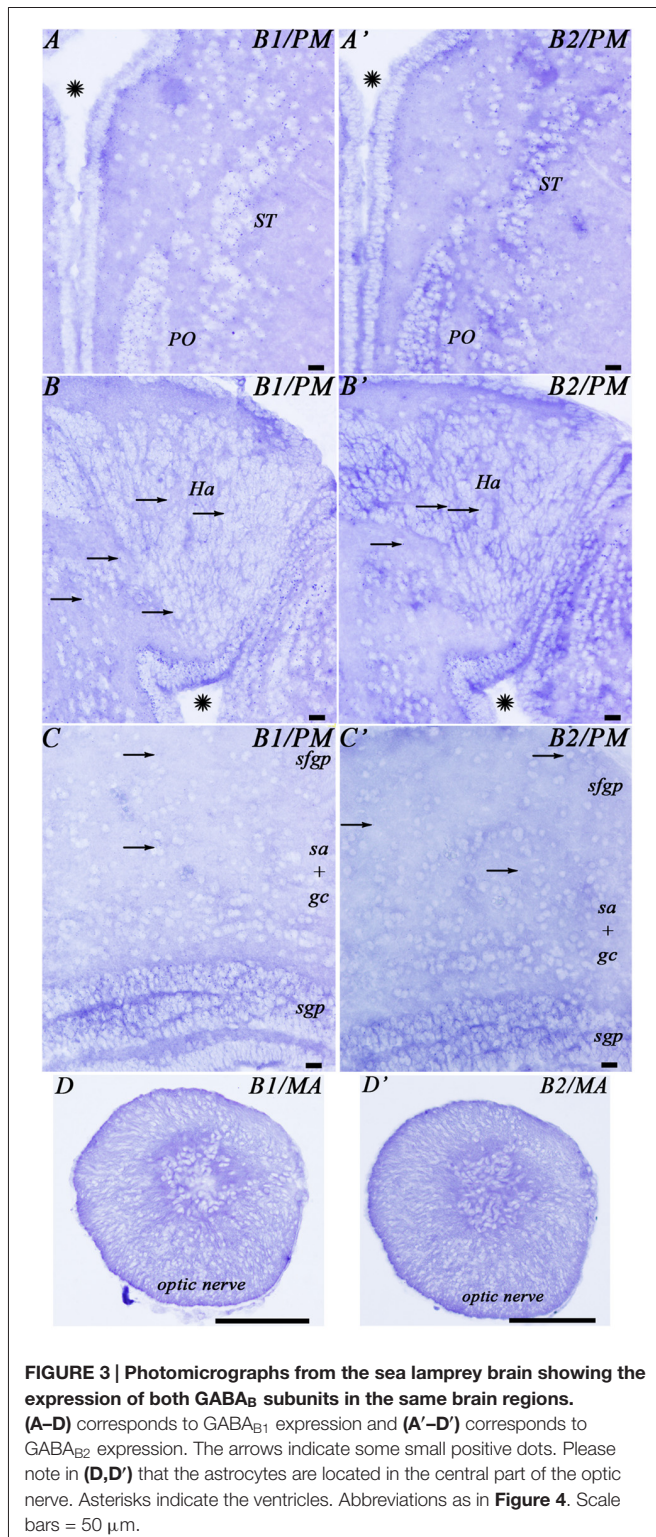 A B1/PM A' B2/PM
ST ST
PO PO
B B1/PM B' B2/PM
Ha Ha
C B1/PM C' B2/PM
sfgp sfgp
sa sa
+ +
gc gc
sgp sgp
D B1/MA D' B2/MA
optic nerve optic nerve
FIGURE 3 | Photomicrographs from the sea lamprey brain showing the
expression of both GABAB subunits in the same brain regions.
(A–D) corresponds to GABAB1 expression and (A′–D′) corresponds to
GABAB2 expression. The arrows indicate some small positive dots. Please
note in (D,D′) that the astrocytes are located in the central part of the optic
nerve. Asterisks indicate the ventricles. Abbreviations as in Figure 4. Scale
bars = 50 μm.